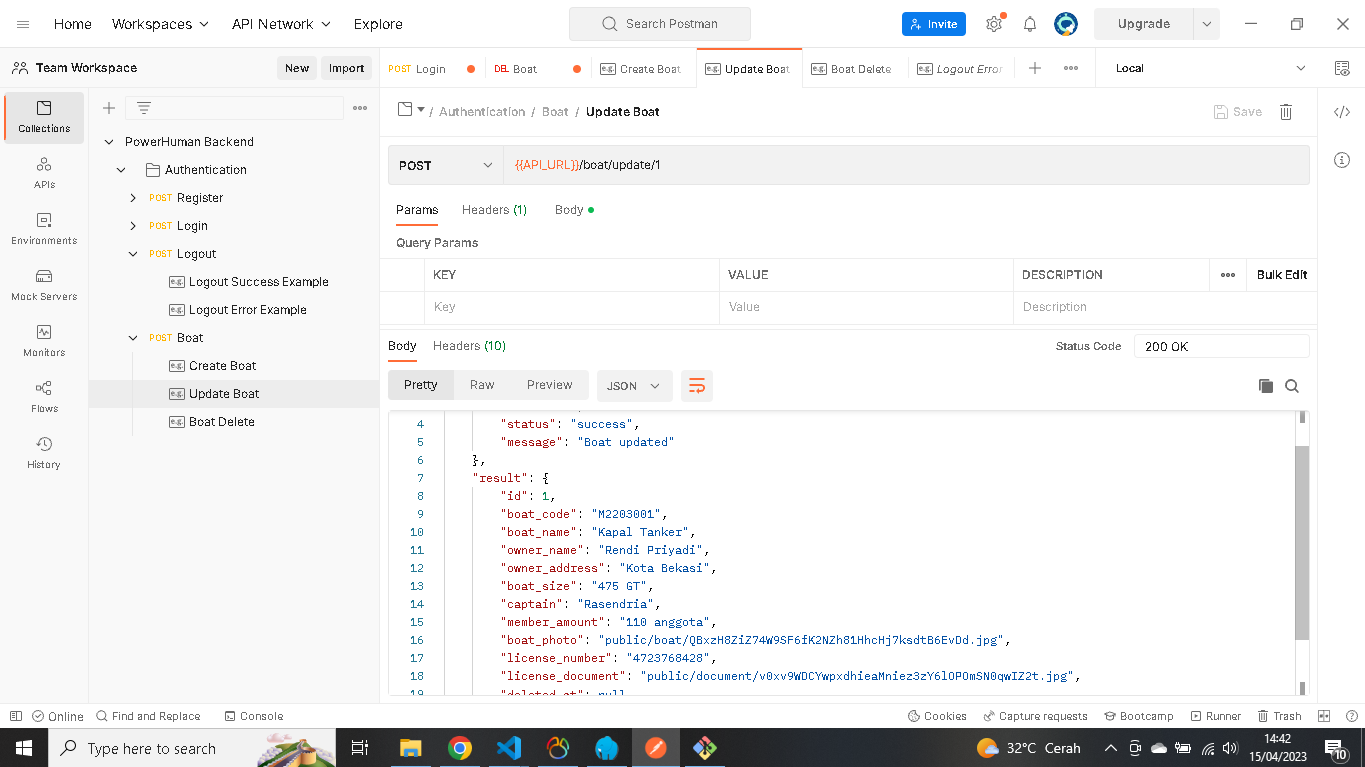 Home Workspaces API Network Explore Search Postman Invite Upgrade
Team Workspace New Import POST Login DEL Boat e.g. Create Boat e.g. Update Boat e.g. Boat Delete e.g. Logout Error Local
Collections
APIs
Environments
Mock Servers
Monitors
Flows
History
PowerHuman Backend
Authentication
POST Register
POST Login
POST Logout
e.g. Logout Success Example
e.g. Logout Error Example
POST Boat
e.g. Create Boat
e.g. Update Boat
e.g. Boat Delete
/ Authentication / Boat / Update Boat Save
POST {{API_URL}}/boat/update/1
Params Headers (1) Body
Query Params
KEY VALUE DESCRIPTION Bulk Edit
Key Value Description
Body Headers (10) Status Code 200 OK
Pretty Raw Preview JSON
4 "status": "success",
5 "message": "Boat updated"
6 },
7 "result": {
8 "id": 1,
9 "boat_code": "M2203001",
10 "boat_name": "Kapal Tanker",
11 "owner_name": "Rendi Priyadi",
12 "owner_address": "Kota Bekasi",
13 "boat_size": "475 GT",
14 "captain": "Rasendria",
15 "member_amount": "110 anggota",
16 "boat_photo": "public/boat/QBxzH8ZiZ74W9SF6fK2NZh81HhcHj7ksdtB6EvDd.jpg",
17 "license_number": "4723768428",
18 "license_document": "public/document/v0xv9WDCYwpxdhieaMniez3zY6lOPOmSN0qwIZ2t.jpg",
19 "deleted_at": null
Online Find and Replace Console Cookies Capture requests Bootcamp Runner Trash
Type here to search 32°C Cerah 14:42
15/04/2023 10